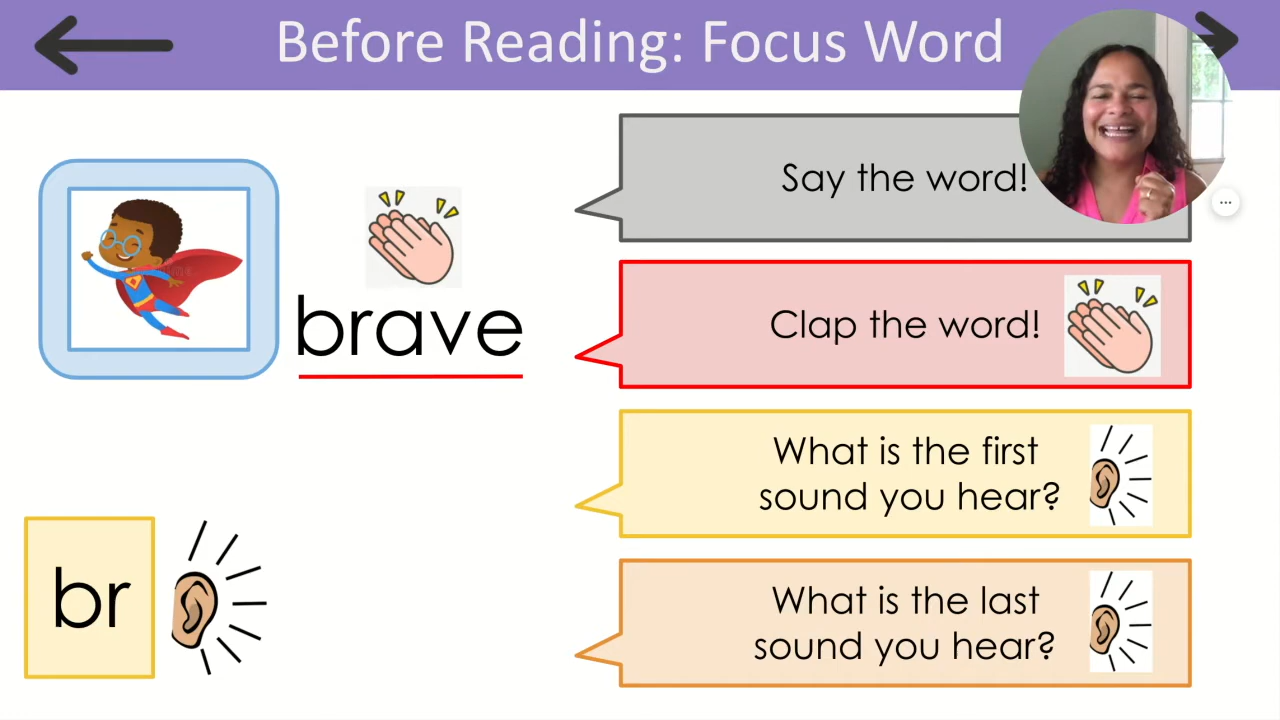 Before Reading: Focus Word
Say the word!
brave
Clap the word!
What is the first
sound you hear?
br
What is the last
sound you hear?